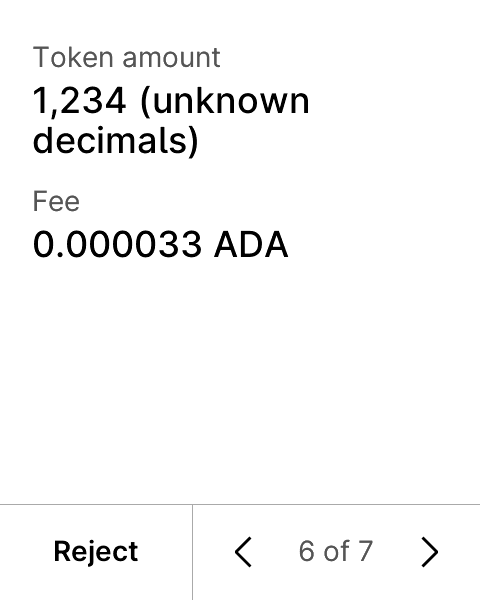 Token amount
1,234 (unknown
decimals)
Fee
0.000033 ADA
Reject
6 of 7